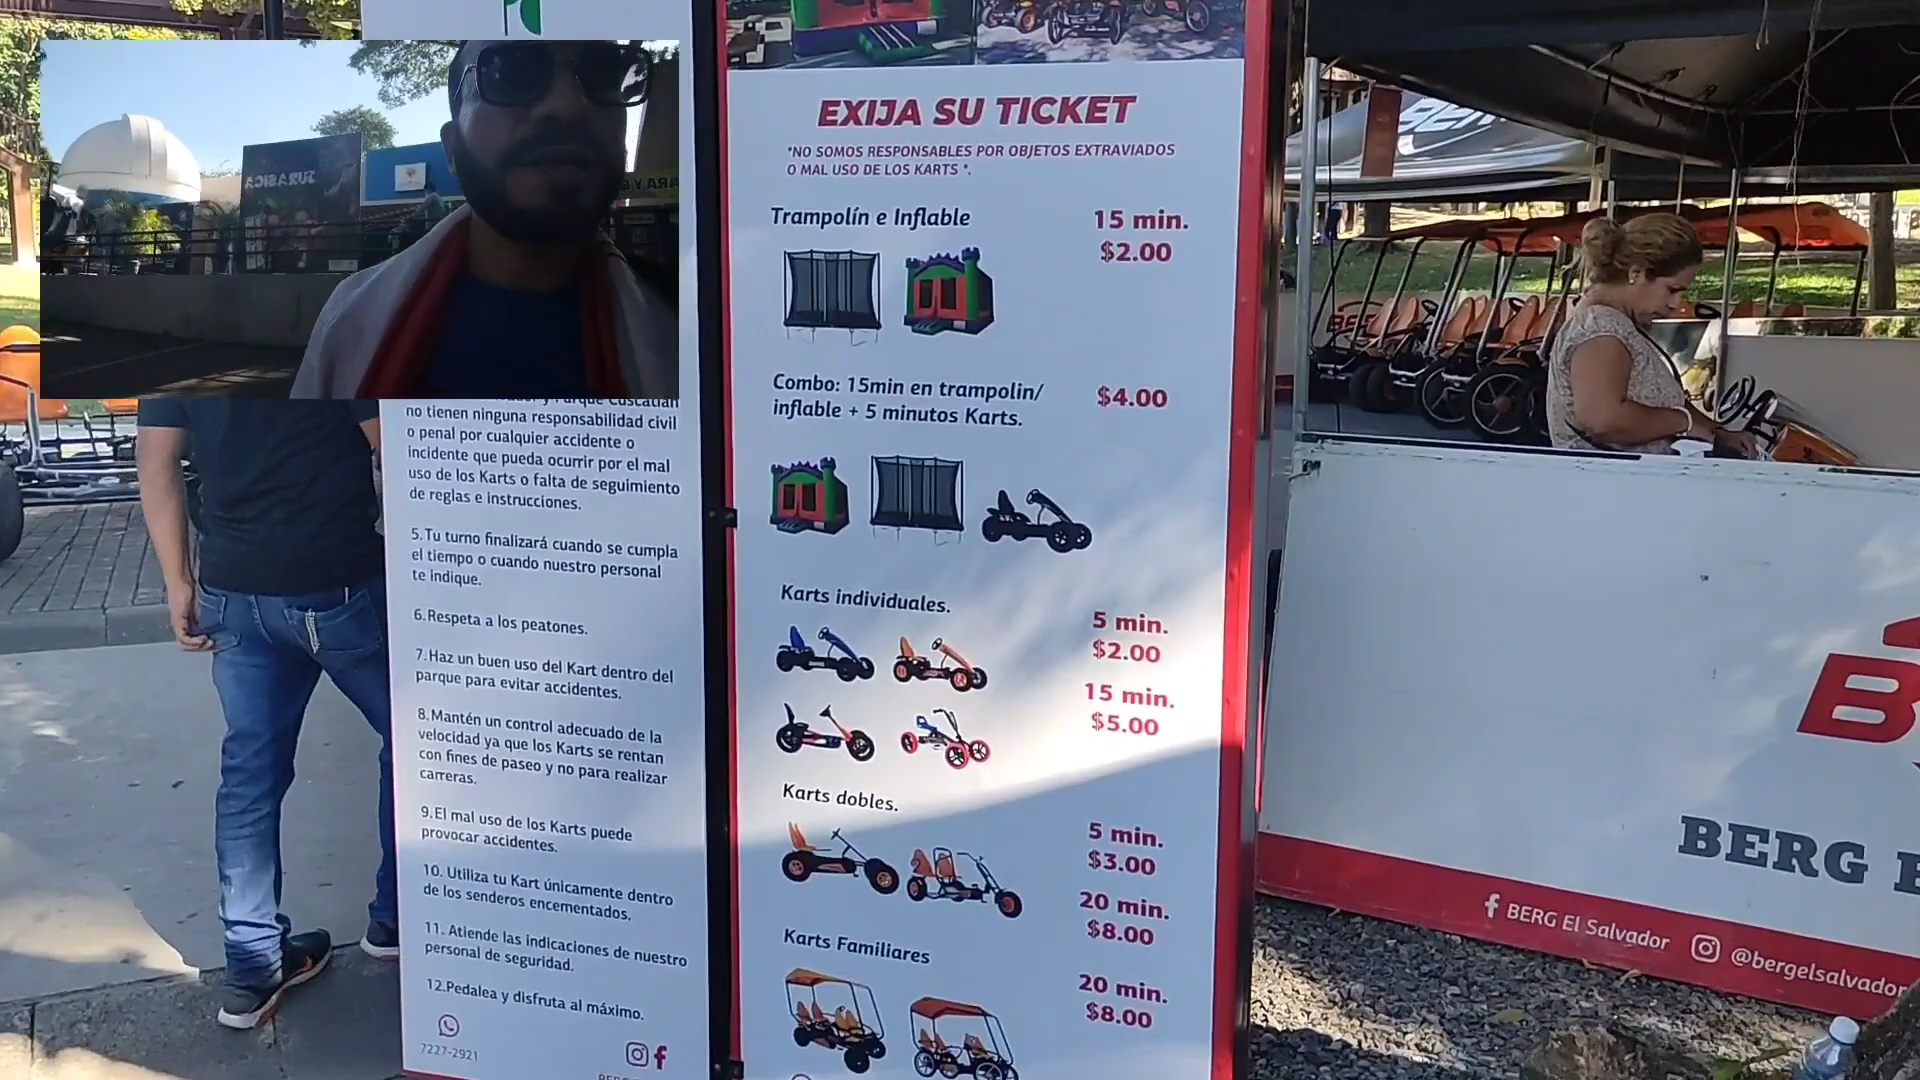 y Parque Cuscatlán
no tienen ninguna responsabilidad civil
o penal por cualquier accidente o
incidente que pueda ocurrir por el mal
uso de los Karts o falta de seguimiento
de reglas e instrucciones.
5.Tu turno finalizará cuando se cumpla
el tiempo o cuando nuestro personal
te indique.
6.Respeta a los peatones.
7.Haz un buen uso del Kart dentro del
parque para evitar accidentes.
8.Mantén un control adecuado de la
velocidad ya que los Karts se rentan
con fines de paseo y no para realizar
carreras.
9.El mal uso de los Karts puede
provocar accidentes.
10. Utiliza tu Kart únicamente dentro
de los senderos encementados.
11. Atiende las indicaciones de nuestro
personal de seguridad.
12.Pedalea y disfruta al máximo.
7227-2921
EXIJA SU TICKET
*NO SOMOS RESPONSABLES POR OBJETOS EXTRAVIADOS
O MAL USO DE LOS KARTS *.
Trampolín e Inflable
15 min.
$2.00
Combo: 15min en trampolin/
inflable + 5 minutos Karts.
$4.00
Karts individuales.
5 min.
$2.00
15 min.
$5.00
Karts dobles.
5 min.
$3.00
20 min.
$8.00
Karts Familiares
20 min.
$8.00
BERG
BERG El Salvador
@bergelsalvador
JURASICA